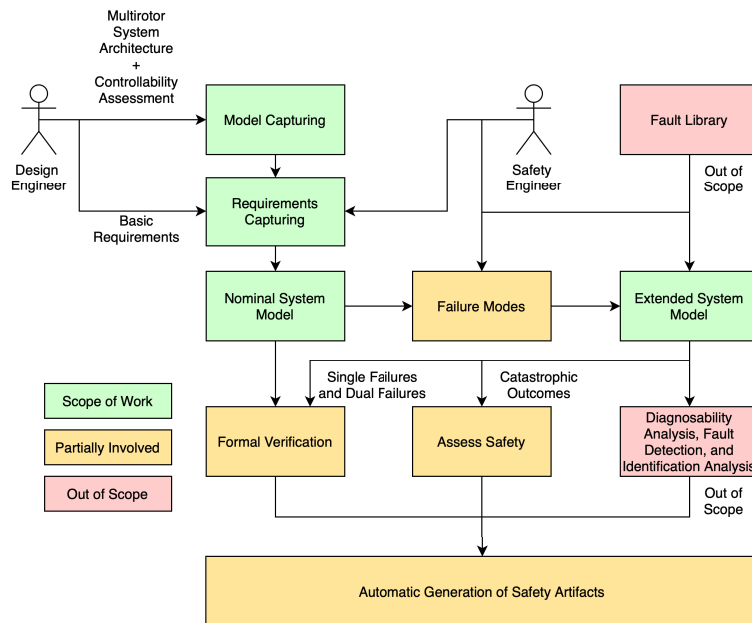 Multirotor
System
Architecture
+
Controllability
Assessment
Model Capturing
Fault Library
Design
Engineer
Safety
Engineer
Out of
Scope
Requirements
Capturing
Basic
Requirements
Nominal System
Model
Failure Modes
Extended System
Model
Single Failures
and Dual Failures
Catastrophic
Outcomes
Scope of Work
Partially Involved
Out of Scope
Formal Verification
Assess Safety
Diagnosability
Analysis, Fault
Detection, and
Identification Analysis
Out of
Scope
Automatic Generation of Safety Artifacts